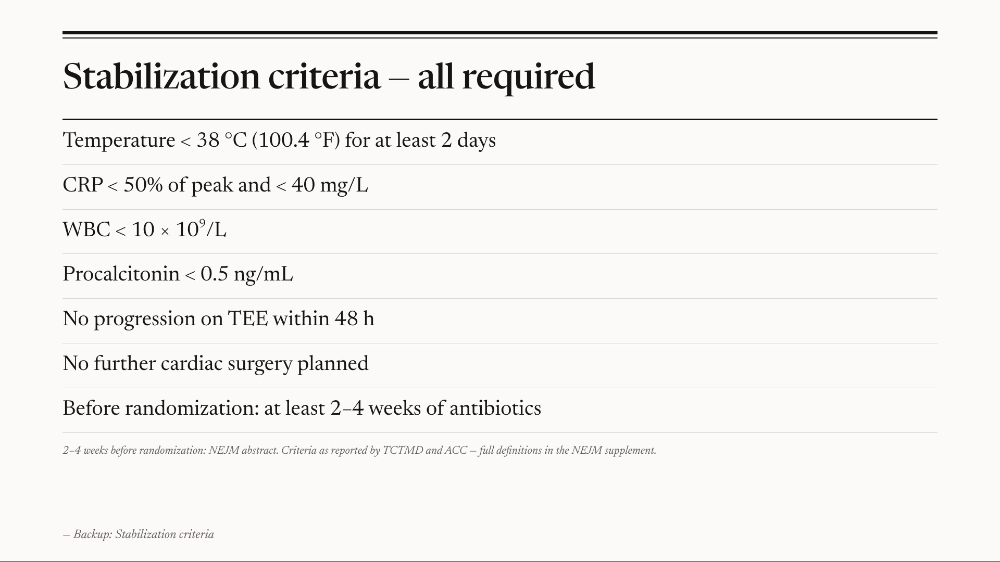 Stabilization criteria – all required
Temperature < 38 °C (100.4 °F) for at least 2 days
CRP < 50% of peak and < 40 mg/L
WBC < 10 × 10⁹/L
Procalcitonin < 0.5 ng/mL
No progression on TEE within 48 h
No further cardiac surgery planned
Before randomization: at least 2–4 weeks of antibiotics
2–4 weeks before randomization: NEJM abstract. Criteria as reported by TCTMD and ACC – full definitions in the NEJM supplement.
– Backup: Stabilization criteria